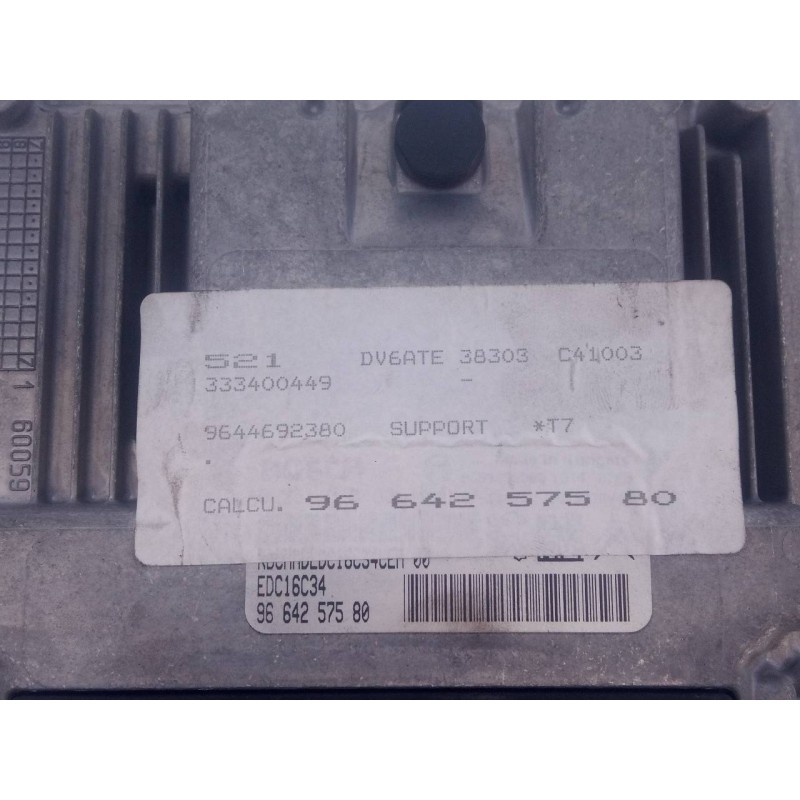 521 DV6ATE 38303 C41003
333400449 -
9644692380 SUPPORT *T7
.
CALCU. 96 642 575 80
EDC16C34
96 642 575 80
1 60059